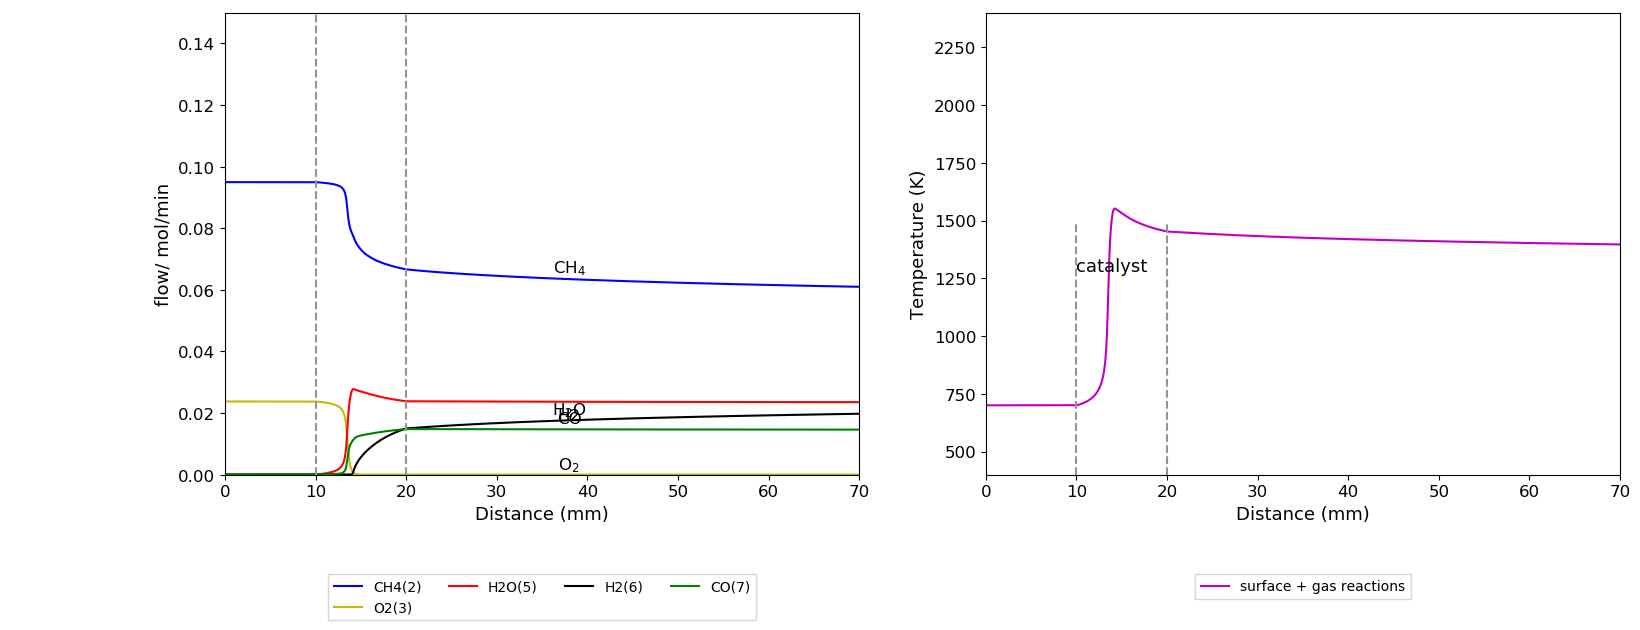 0.14
0.12
0.10
0.08
0.06
0.04
0.02
0.00
flow/ mol/min
CH4
H2O
H2
CO
O2
0 10 20 30 40 50 60 70
Distance (mm)
CH4(2) H2O(5) H2(6) CO(7)
O2(3)
2250
2000
1750
1500
1250
1000
750
500
Temperature (K)
catalyst
0 10 20 30 40 50 60 70
Distance (mm)
surface + gas reactions